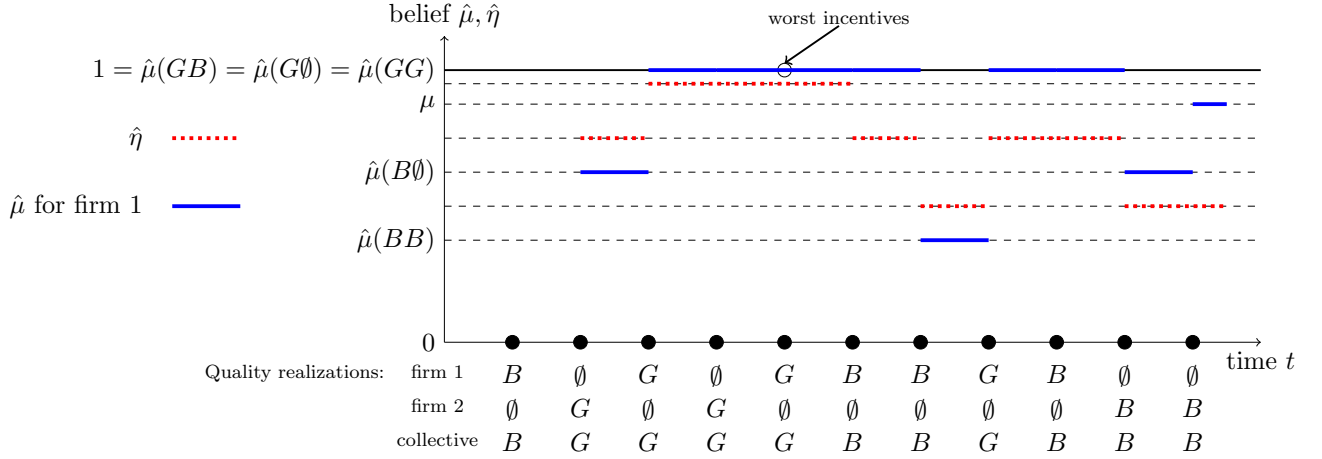 belief μ̂, η̂
worst incentives
1 = μ̂(GB) = μ̂(G∅) = μ̂(GG)
μ
η̂
μ̂(B∅)
μ̂ for firm 1
μ̂(BB)
0
time t
Quality realizations: firm 1 B ∅ G ∅ G B B G B ∅ ∅
firm 2 ∅ G ∅ G ∅ ∅ ∅ ∅ ∅ B B
collective B G G G G B B G B B B